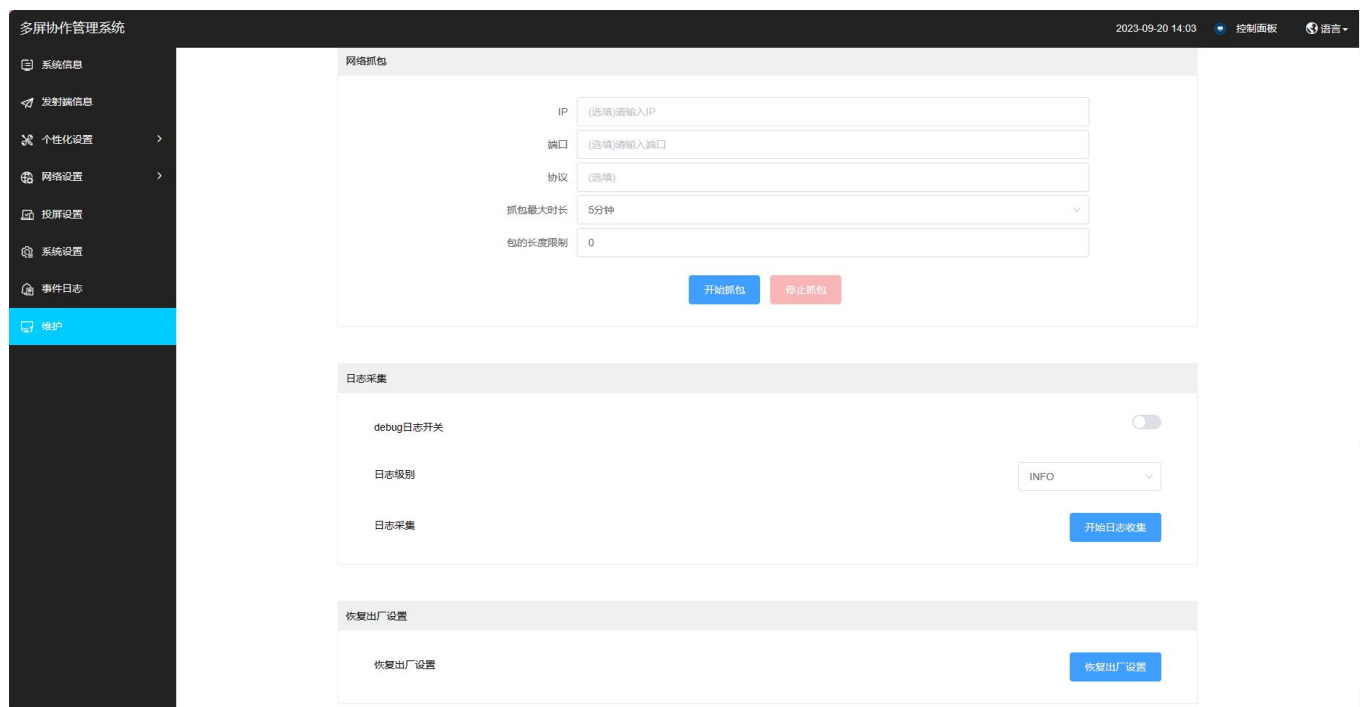 多屏协作管理系统
2023-09-20 14:03 控制面板 语言
系统信息
发射端信息
个性化设置
网络设置
投屏设置
系统设置
事件日志
维护
网络抓包
IP (选填)请输入IP
端口 (选填)请输入端口
协议 (选填)
抓包最大时长 5分钟
包的长度限制 0
开始抓包 停止抓包
日志采集
debug日志开关
日志级别 INFO
日志采集 开始日志收集
恢复出厂设置
恢复出厂设置 恢复出厂设置